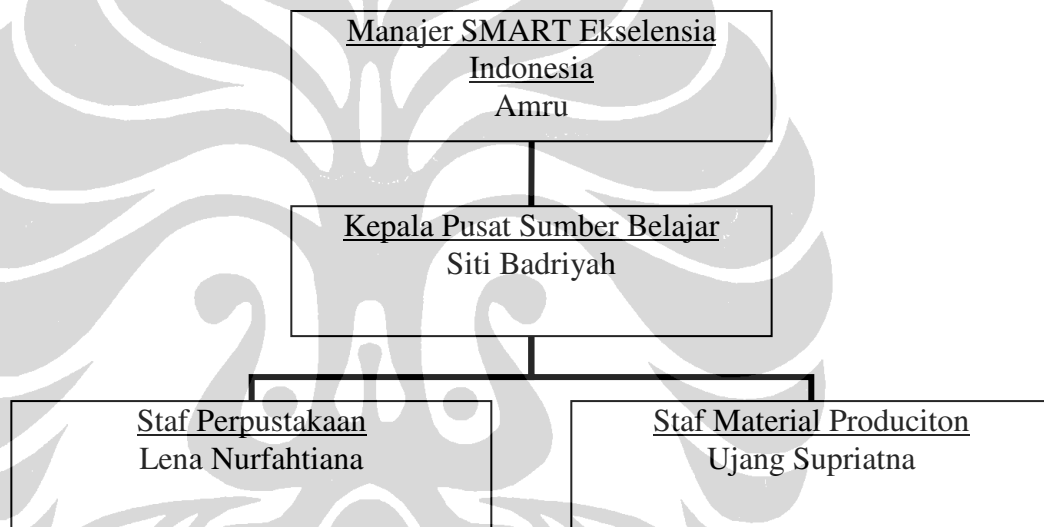 Manajer SMART Ekselensia
Indonesia
Amru
Kepala Pusat Sumber Belajar
Siti Badriyah
Staf Perpustakaan
Lena Nurfahtiana
Staf Material Produciton
Ujang Supriatna